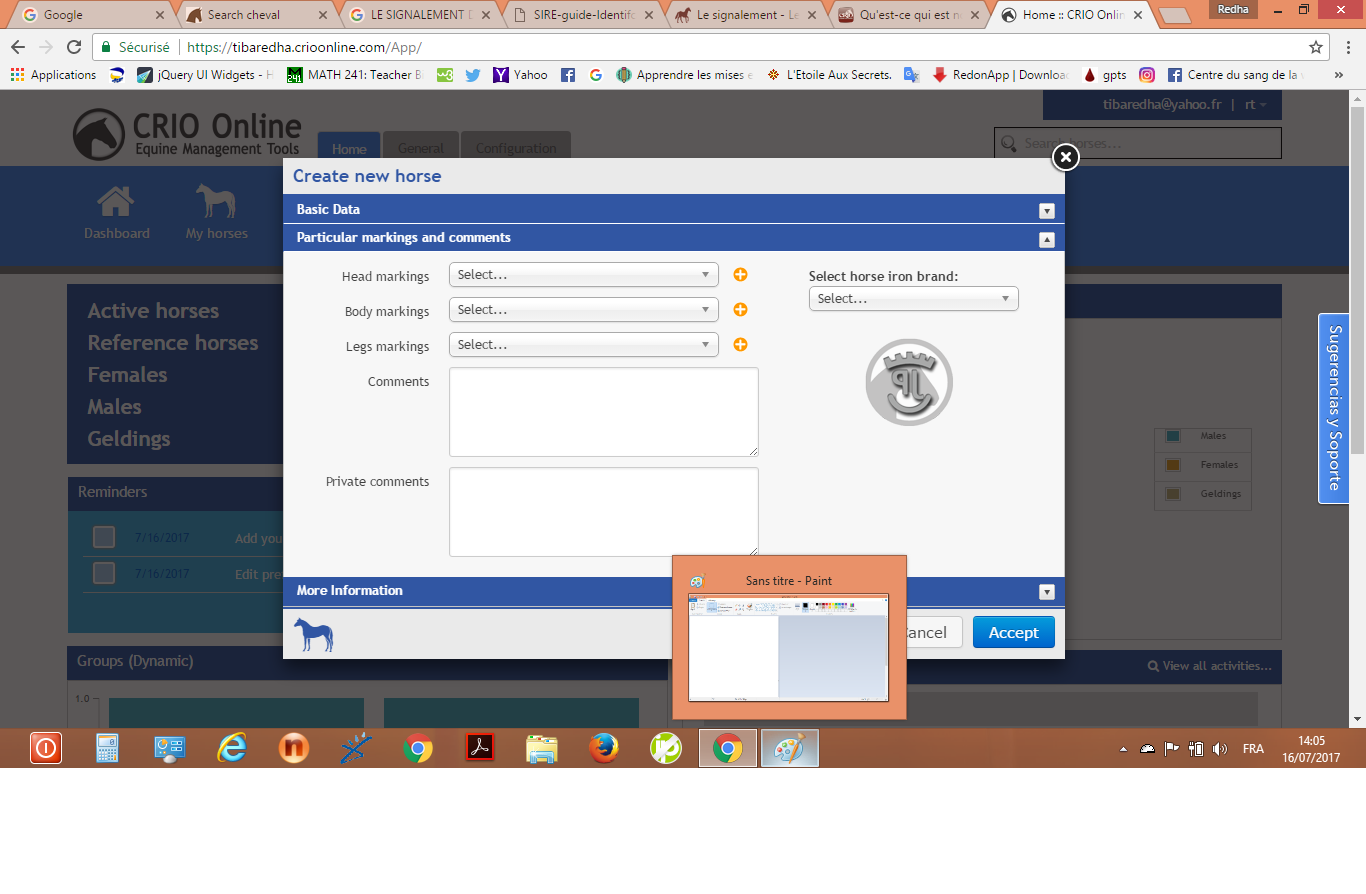 Google
Search cheval
LE SIGNALEMENT D
SIRE-guide-Identifc
Le signalement - Le
Qu'est-ce qui est n
Home :: CRIO Onlin
Redha
Sécurisé
https://tibaredha.crioonline.com/App/
Applications
jQuery UI Widgets - H
MATH 241: Teacher B
Yahoo
Apprendre les mises e
L'Etoile Aux Secrets.
RedonApp | Downloa
gpts
Centre du sang de la
»
tibaredha@yahoo.fr | rt
CRIO Online
Equine Management Tools
Home
General
Configuration
Search horses...
Dashboard
My horses
Create new horse
Basic Data
Particular markings and comments
Head markings
Select...
Body markings
Select...
Legs markings
Select...
Comments
Private comments
Select horse iron brand:
Select...
More Information
Cancel
Accept
Active horses
Reference horses
Females
Males
Geldings
Reminders
7/16/2017
Add you
7/16/2017
Edit pre
Groups (Dynamic)
1.0
Males
Females
Geldings
Sugerencias y Soporte
View all activities...
Sans titre - Paint
FRA
14:05
16/07/2017